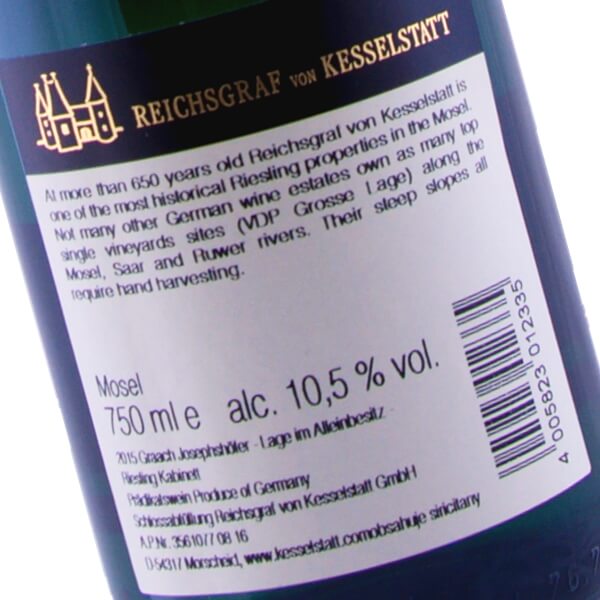 REICHSGRAF VON KESSELSTATT
At more than 650 years old Reichsgraf von Kesselstatt is
one of the most historical Riesling properties in the Mosel.
Not many other German wine estates own as many top
single vineyards sites (VDP Grosse Lage) along the
Mosel, Saar and Ruwer rivers. Their steep slopes all
require hand harvesting.
Mosel
750 ml e alc. 10,5 % vol.
2015 Graach Josephshöfer - Lage im Alleinbesitz
Riesling Kabinett
Prädikatswein Produce of Germany
Schlossabfüllung Reichsgraf von Kesselstatt GmbH
A.P.Nr. 3561077 08 16
D-54317 Morscheid, www.kesselstatt.comobsahuje siricitany
4 005823 012335